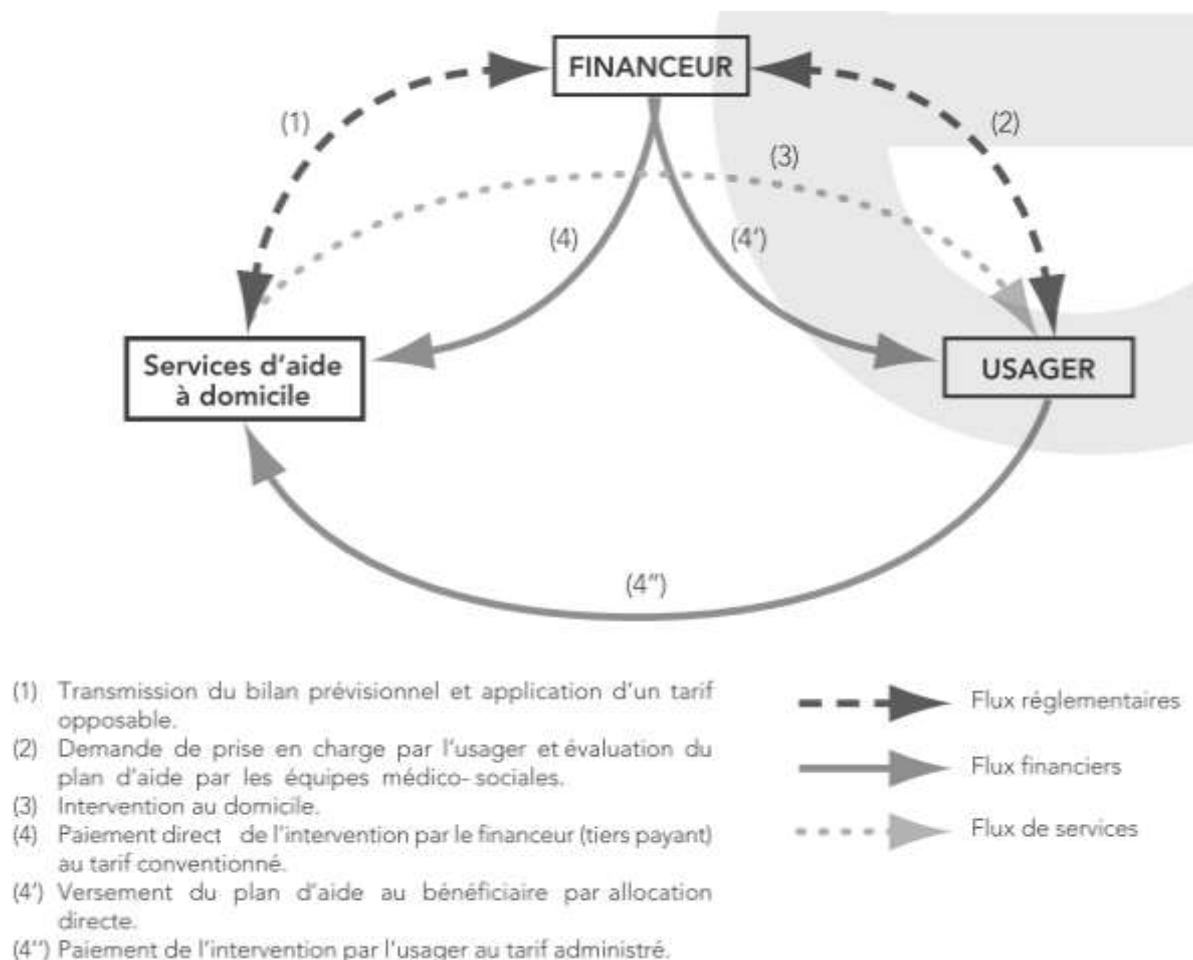 FINANCEUR
(1)
(2)
(3)
(4)
(4')
Services d'aide
à domicile
USAGER
(4'')
(1) Transmission du bilan prévisionnel et application d'un tarif
opposable.
(2) Demande de prise en charge par l'usager et évaluation du
plan d'aide par les équipes médico- sociales.
(3) Intervention au domicile.
(4) Paiement direct de l'intervention par le financeur (tiers payant)
au tarif conventionné.
(4') Versement du plan d'aide au bénéficiaire par allocation
directe.
(4'') Paiement de l'intervention par l'usager au tarif administré.
Flux réglementaires
Flux financiers
Flux de services